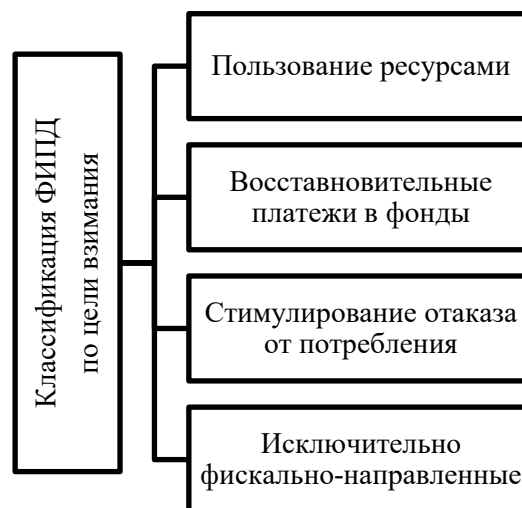 Классификация ФИПД
по цели взимания
Пользование ресурсами
Восставновительные
платежи в фонды
Стимулирование отаказа
от потребления
Исключительно
фискально-направленные